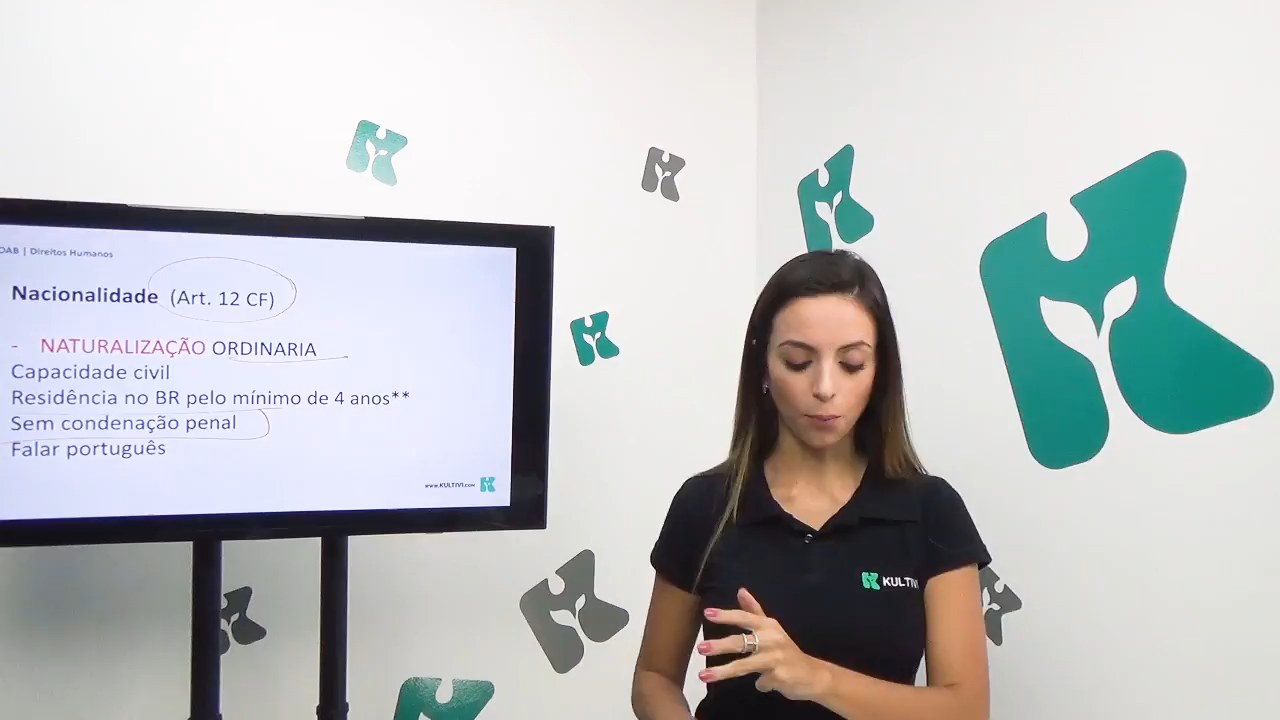 OAB | Direitos Humanos
Nacionalidade (Art. 12 CF)
- NATURALIZAÇÃO ORDINARIA
Capacidade civil
Residência no BR pelo mínimo de 4 anos**
Sem condenação penal
Falar português
www.KULTIVI.com
KULTIVI